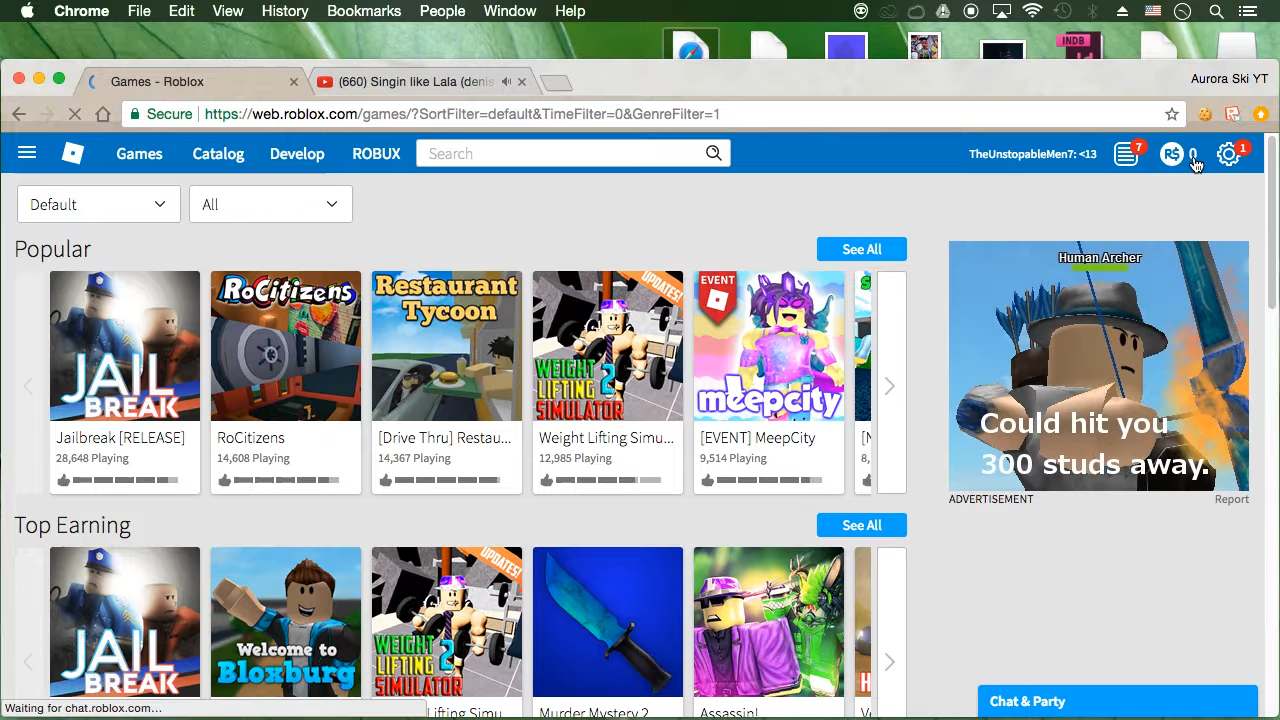 Chrome File Edit View History Bookmarks People Window Help
INDB
Games - Roblox
(660) Singin like Lala (denis
Aurora Ski YT
Secure https://web.roblox.com/games/?SortFilter=default&TimeFilter=0&GenreFilter=1
Games Catalog Develop ROBUX Search TheUnstopableMen7: <13 7 R$ 0 1
Default All
Popular See All
Human Archer
Could hit you
300 studs away.
ADVERTISEMENT Report
JAIL
BREAK
RoCitizens
Restaurant
Tycoon
UPDATES!
WEIGHT
LIFTING 2
SIMULATOR
EVENT
meepcity
Jailbreak [RELEASE] RoCitizens [Drive Thru] Restau... Weight Lifting Simu... [EVENT] MeepCity
28,648 Playing 14,608 Playing 14,367 Playing 12,985 Playing 9,514 Playing
Top Earning See All
JAIL
BREAK
Welcome to
Bloxburg
UPDATES!
WEIGHT
LIFTING 2
SIMULATOR
Lifting Simu Murder Mystery 2 Assassin!
Waiting for chat.roblox.com...
Chat & Party